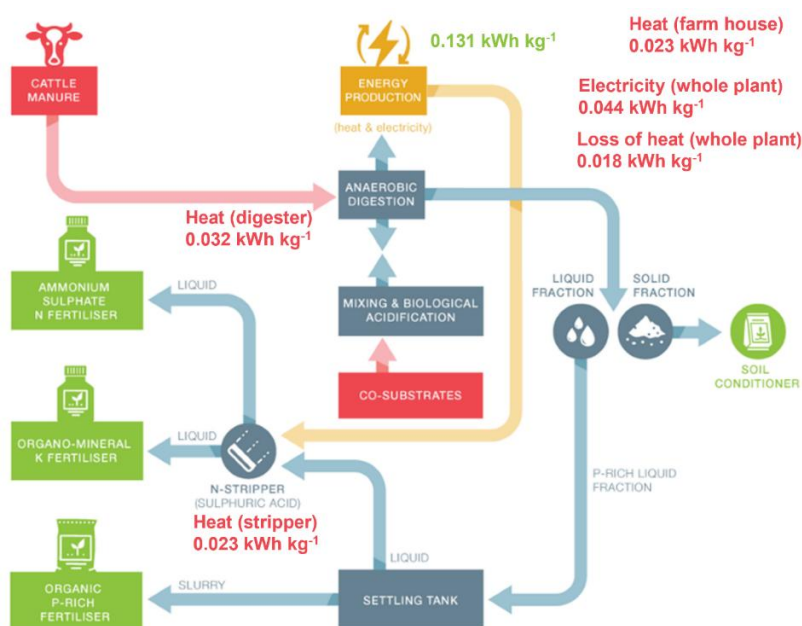 0.131 kWh kg⁻¹
Heat (farm house)
0.023 kWh kg⁻¹
Electricity (whole plant)
0.044 kWh kg⁻¹
Loss of heat (whole plant)
0.018 kWh kg⁻¹
CATTLE
MANURE
ENERGY
PRODUCTION
(heat & electricity)
ANAEROBIC
DIGESTION
Heat (digester)
0.032 kWh kg⁻¹
AMMONIUM
SULPHATE
N FERTILISER
LIQUID
MIXING & BIOLOGICAL
ACIDIFICATION
LIQUID
FRACTION
SOLID
FRACTION
SOIL
CONDITIONER
CO-SUBSTRATES
ORGANO-MINERAL
K FERTILISER
LIQUID
N-STRIPPER
(SULPHURIC ACID)
Heat (stripper)
0.023 kWh kg⁻¹
P-RICH LIQUID
FRACTION
LIQUID
ORGANIC
P-RICH
FERTILISER
SLURRY
SETTLING TANK